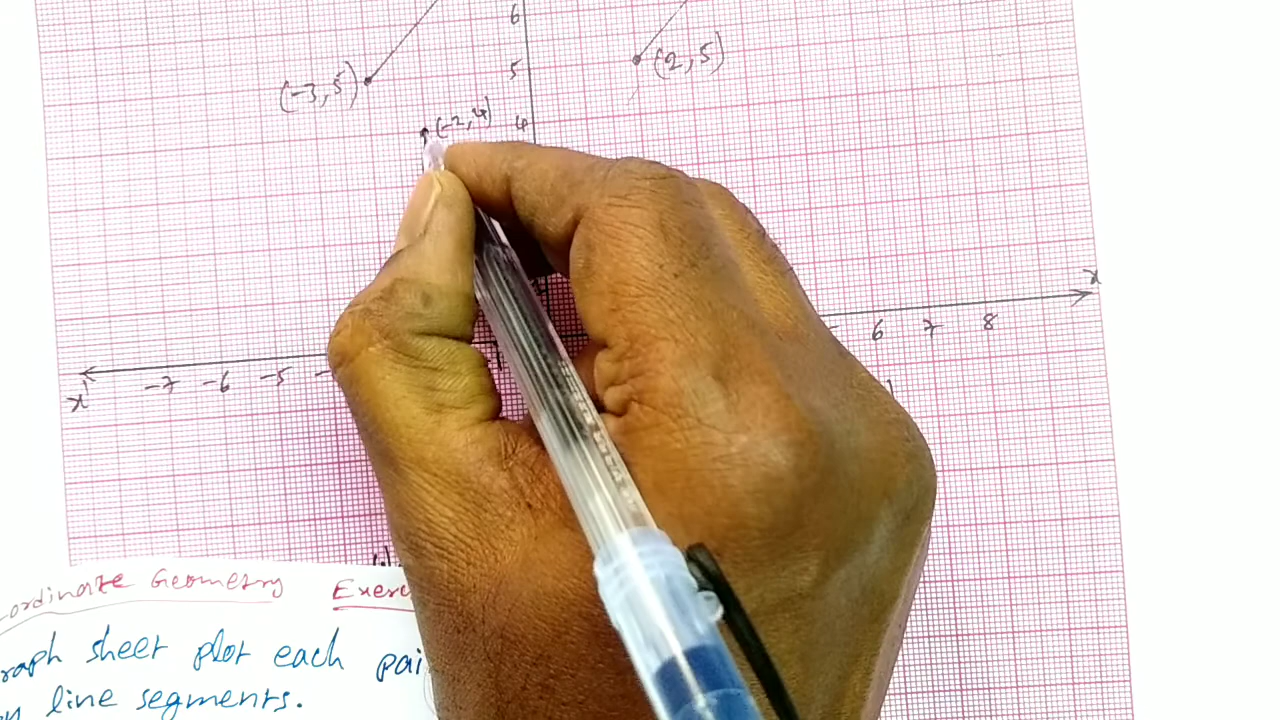 6
5
(2,5)
(-3,5)
(-2,4)
4
x
6 7 8
-7 -6 -5
x'
ordinate Geometry Exerc
raph sheet plot each pai
line segments.